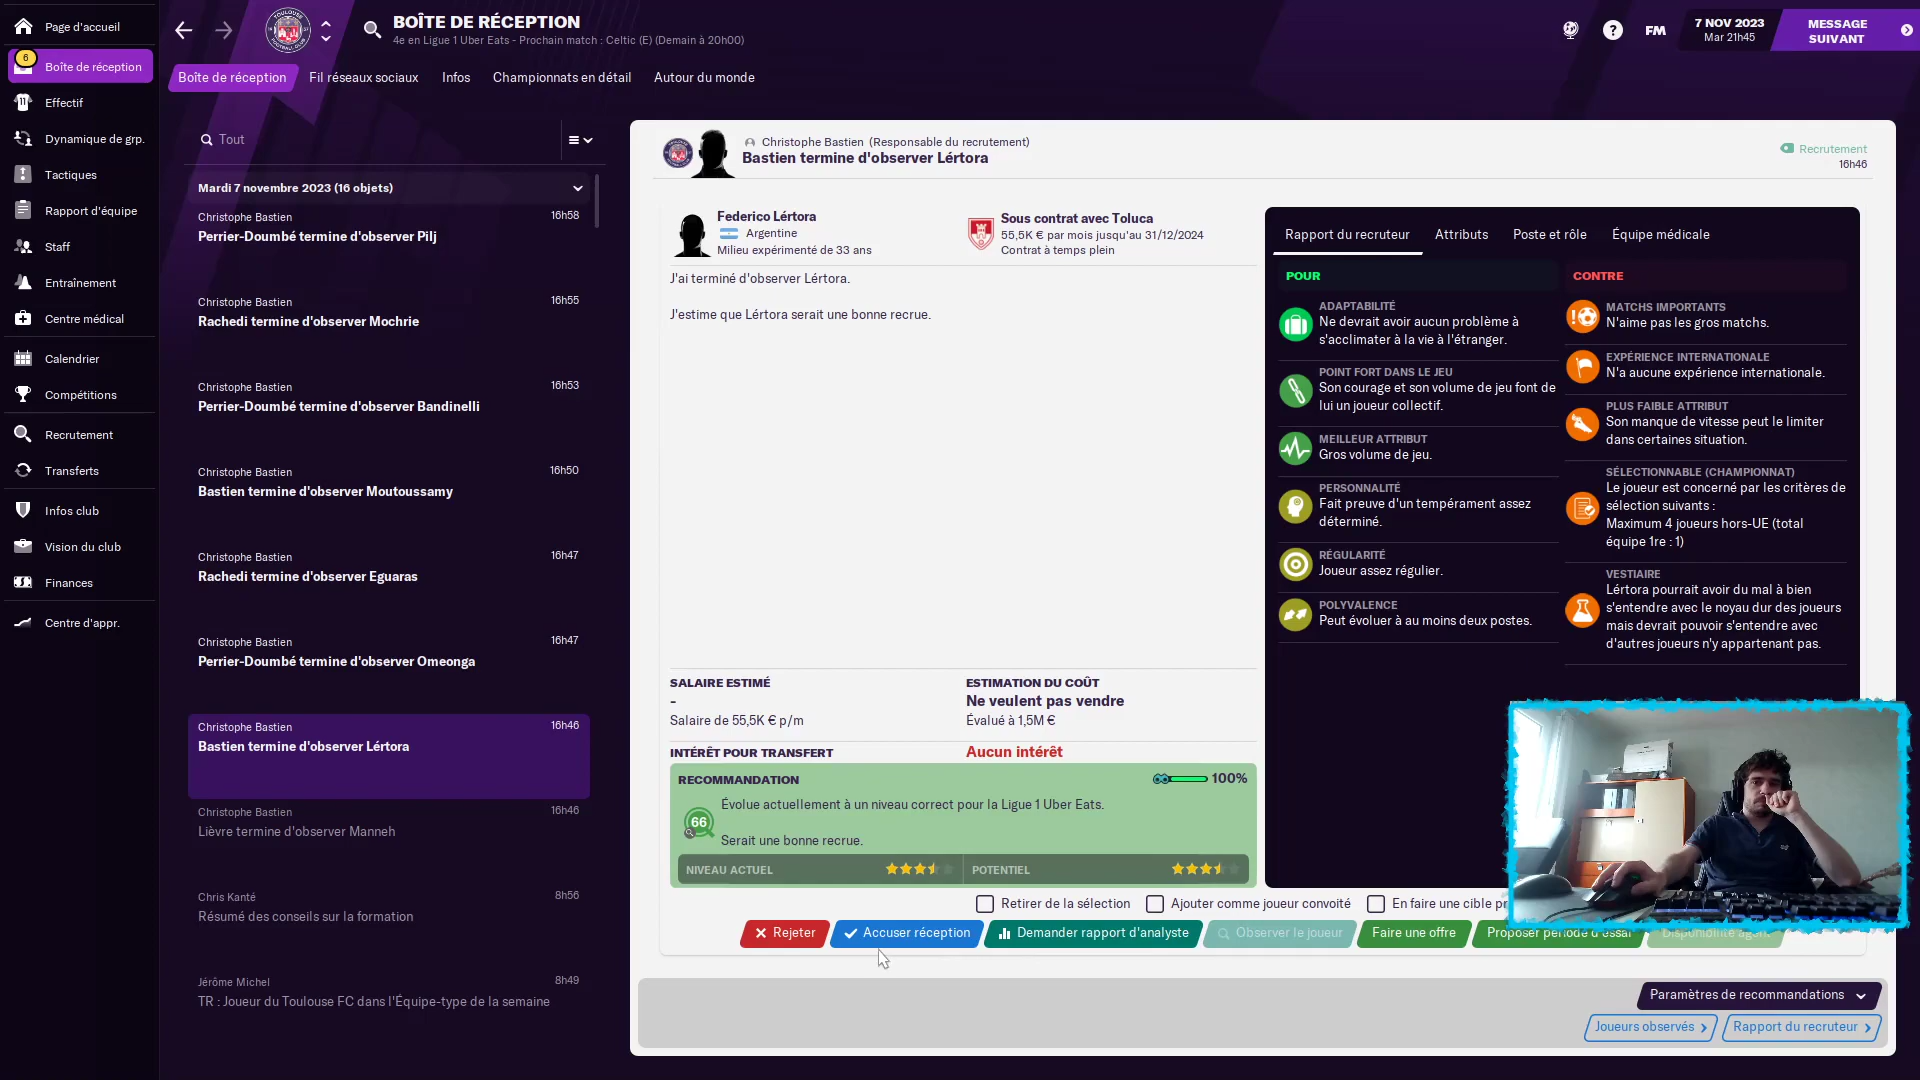 Page d'accueil
6
Boîte de réception
Effectif
Dynamique de grp.
Tactiques
Rapport d'équipe
Staff
Entraînement
Centre médical
Calendrier
Compétitions
Recrutement
Transferts
Infos club
Vision du club
Finances
Centre d'appr.
BOÎTE DE RÉCEPTION
4e en Ligue 1 Uber Eats - Prochain match : Celtic (E) (Demain à 20h00)
FM
7 NOV 2023
Mar 21h45
MESSAGE
SUIVANT
Boîte de réception
Fil réseaux sociaux
Infos
Championnats en détail
Autour du monde
Tout
Mardi 7 novembre 2023 (16 objets)
Christophe Bastien 16h58
Perrier-Doumbé termine d'observer Pilj
Christophe Bastien 16h55
Rachedi termine d'observer Mochrie
Christophe Bastien 16h53
Perrier-Doumbé termine d'observer Bandinelli
Christophe Bastien 16h50
Bastien termine d'observer Moutoussamy
Christophe Bastien 16h47
Rachedi termine d'observer Eguaras
Christophe Bastien 16h47
Perrier-Doumbé termine d'observer Omeonga
Christophe Bastien 16h46
Bastien termine d'observer Lértora
Christophe Bastien 16h46
Lièvre termine d'observer Manneh
Chris Kanté 8h56
Résumé des conseils sur la formation
Jérôme Michel 8h49
TR : Joueur du Toulouse FC dans l'Équipe-type de la semaine
Christophe Bastien (Responsable du recrutement)
Bastien termine d'observer Lértora
Recrutement
16h46
Federico Lértora
Argentine
Milieu expérimenté de 33 ans
Sous contrat avec Toluca
55,5K € par mois jusqu'au 31/12/2024
Contrat à temps plein
J'ai terminé d'observer Lértora.
J'estime que Lértora serait une bonne recrue.
SALAIRE ESTIMÉ
-
Salaire de 55,5K € p/m
ESTIMATION DU COÛT
Ne veulent pas vendre
Évalué à 1,5M €
INTÉRÊT POUR TRANSFERT
Aucun intérêt
RECOMMANDATION
100%
66
Évolue actuellement à un niveau correct pour la Ligue 1 Uber Eats.
Serait une bonne recrue.
NIVEAU ACTUEL
POTENTIEL
Rapport du recruteur
Attributs
Poste et rôle
Équipe médicale
POUR
ADAPTABILITÉ
Ne devrait avoir aucun problème à
s'acclimater à la vie à l'étranger.
POINT FORT DANS LE JEU
Son courage et son volume de jeu font de
lui un joueur collectif.
MEILLEUR ATTRIBUT
Gros volume de jeu.
PERSONNALITÉ
Fait preuve d'un tempérament assez
déterminé.
RÉGULARITÉ
Joueur assez régulier.
POLYVALENCE
Peut évoluer à au moins deux postes.
CONTRE
MATCHS IMPORTANTS
N'aime pas les gros matchs.
EXPÉRIENCE INTERNATIONALE
N'a aucune expérience internationale.
PLUS FAIBLE ATTRIBUT
Son manque de vitesse peut le limiter
dans certaines situation.
SÉLECTIONNABLE (CHAMPIONNAT)
Le joueur est concerné par les critères de
sélection suivants :
Maximum 4 joueurs hors-UE (total
équipe 1re : 1)
VESTIAIRE
Lértora pourrait avoir du mal à bien
s'entendre avec le noyau dur des joueurs
mais devrait pouvoir s'entendre avec
d'autres joueurs n'y appartenant pas.
Retirer de la sélection
Ajouter comme joueur convoité
En faire une cible pr
Rejeter
Accuser réception
Demander rapport d'analyste
Observer le joueur
Faire une offre
Proposer période d'essai
Disponibilité agent
Paramètres de recommandations
Joueurs observés
Rapport du recruteur